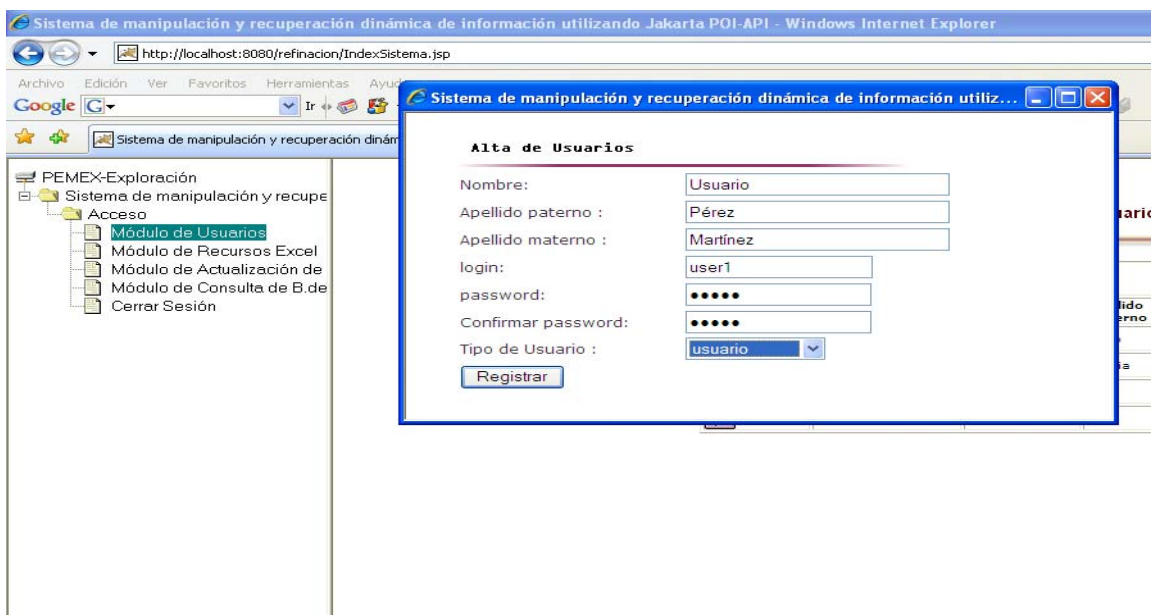 Sistema de manipulación y recuperación dinámica de información utilizando Jakarta POI-API - Windows Internet Explorer
http://localhost:8080/refinacion/IndexSistema.jsp
Archivo Edición Ver Favoritos Herramientas Ayud
Google G Ir
Sistema de manipulación y recuperación dinám
PEMEX-Exploración
Sistema de manipulación y recupe
Acceso
Módulo de Usuarios
Módulo de Recursos Excel
Módulo de Actualización de
Módulo de Consulta de B.de
Cerrar Sesión
Sistema de manipulación y recuperación dinámica de información utiliz...
Alta de Usuarios
Nombre: Usuario
Apellido paterno : Pérez
Apellido materno : Martínez
login: user1
password: •••••
Confirmar password: •••••
Tipo de Usuario : usuario
Registrar